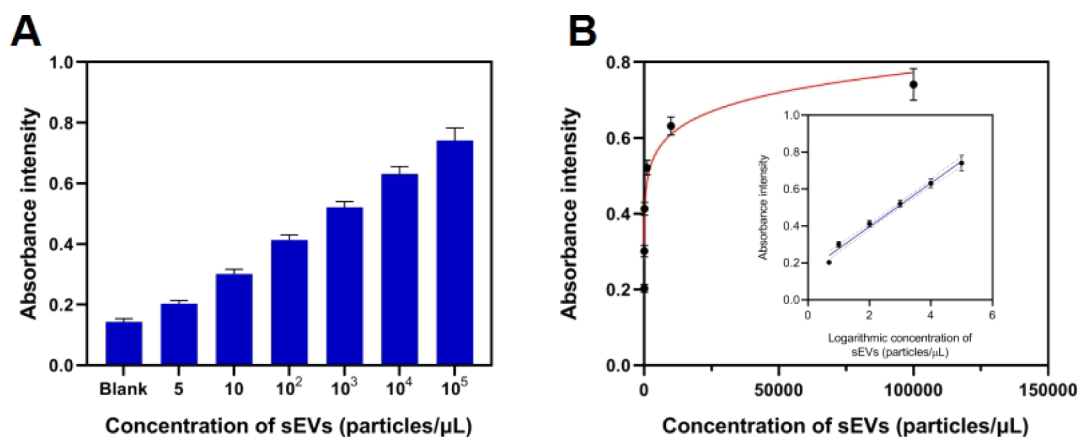 A
B
Absorbance intensity
1.0
0.8
0.6
0.4
0.2
0.0
Blank 5 10 10² 10³ 10⁴ 10⁵
Concentration of sEVs (particles/µL)
Absorbance intensity
0.8
0.6
0.4
0.2
0.0
0 50000 100000 150000
Concentration of sEVs (particles/µL)
Absorbance intensity
1.0
0.8
0.6
0.4
0.2
0.0
0 2 4 6
Logarithmic concentration of
sEVs (particles/µL)